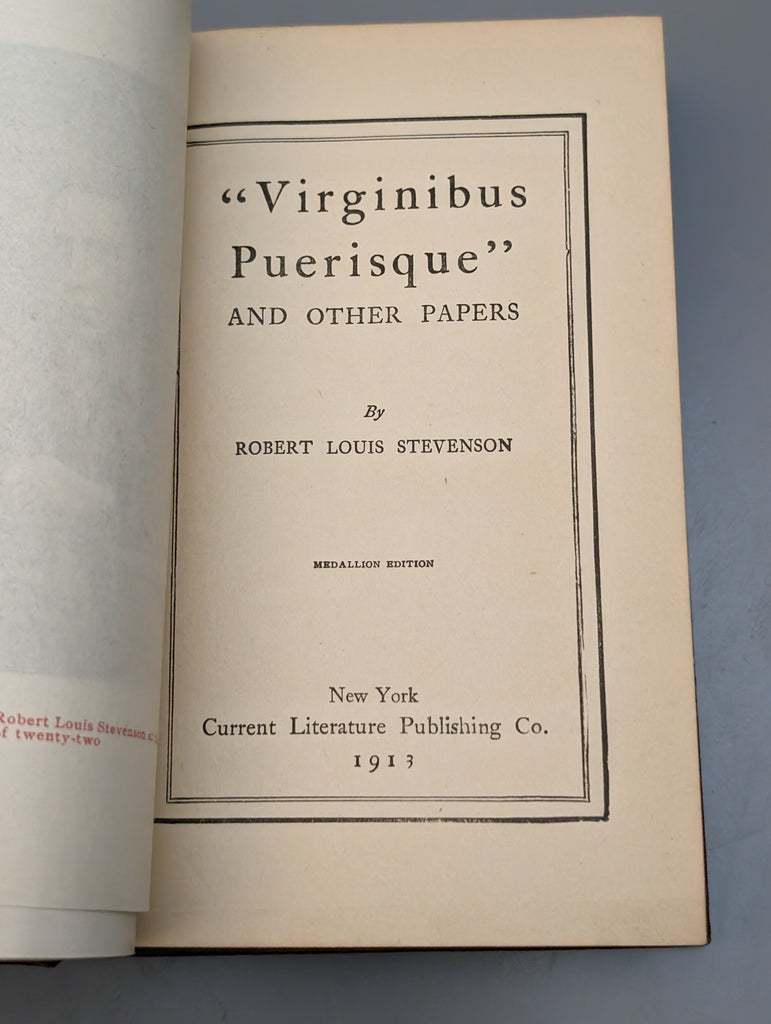 Robert Louis Stevenson
of twenty-two
“Virginibus
Puerisque”
AND OTHER PAPERS
By
ROBERT LOUIS STEVENSON
MEDALLION EDITION
New York
Current Literature Publishing Co.
1913